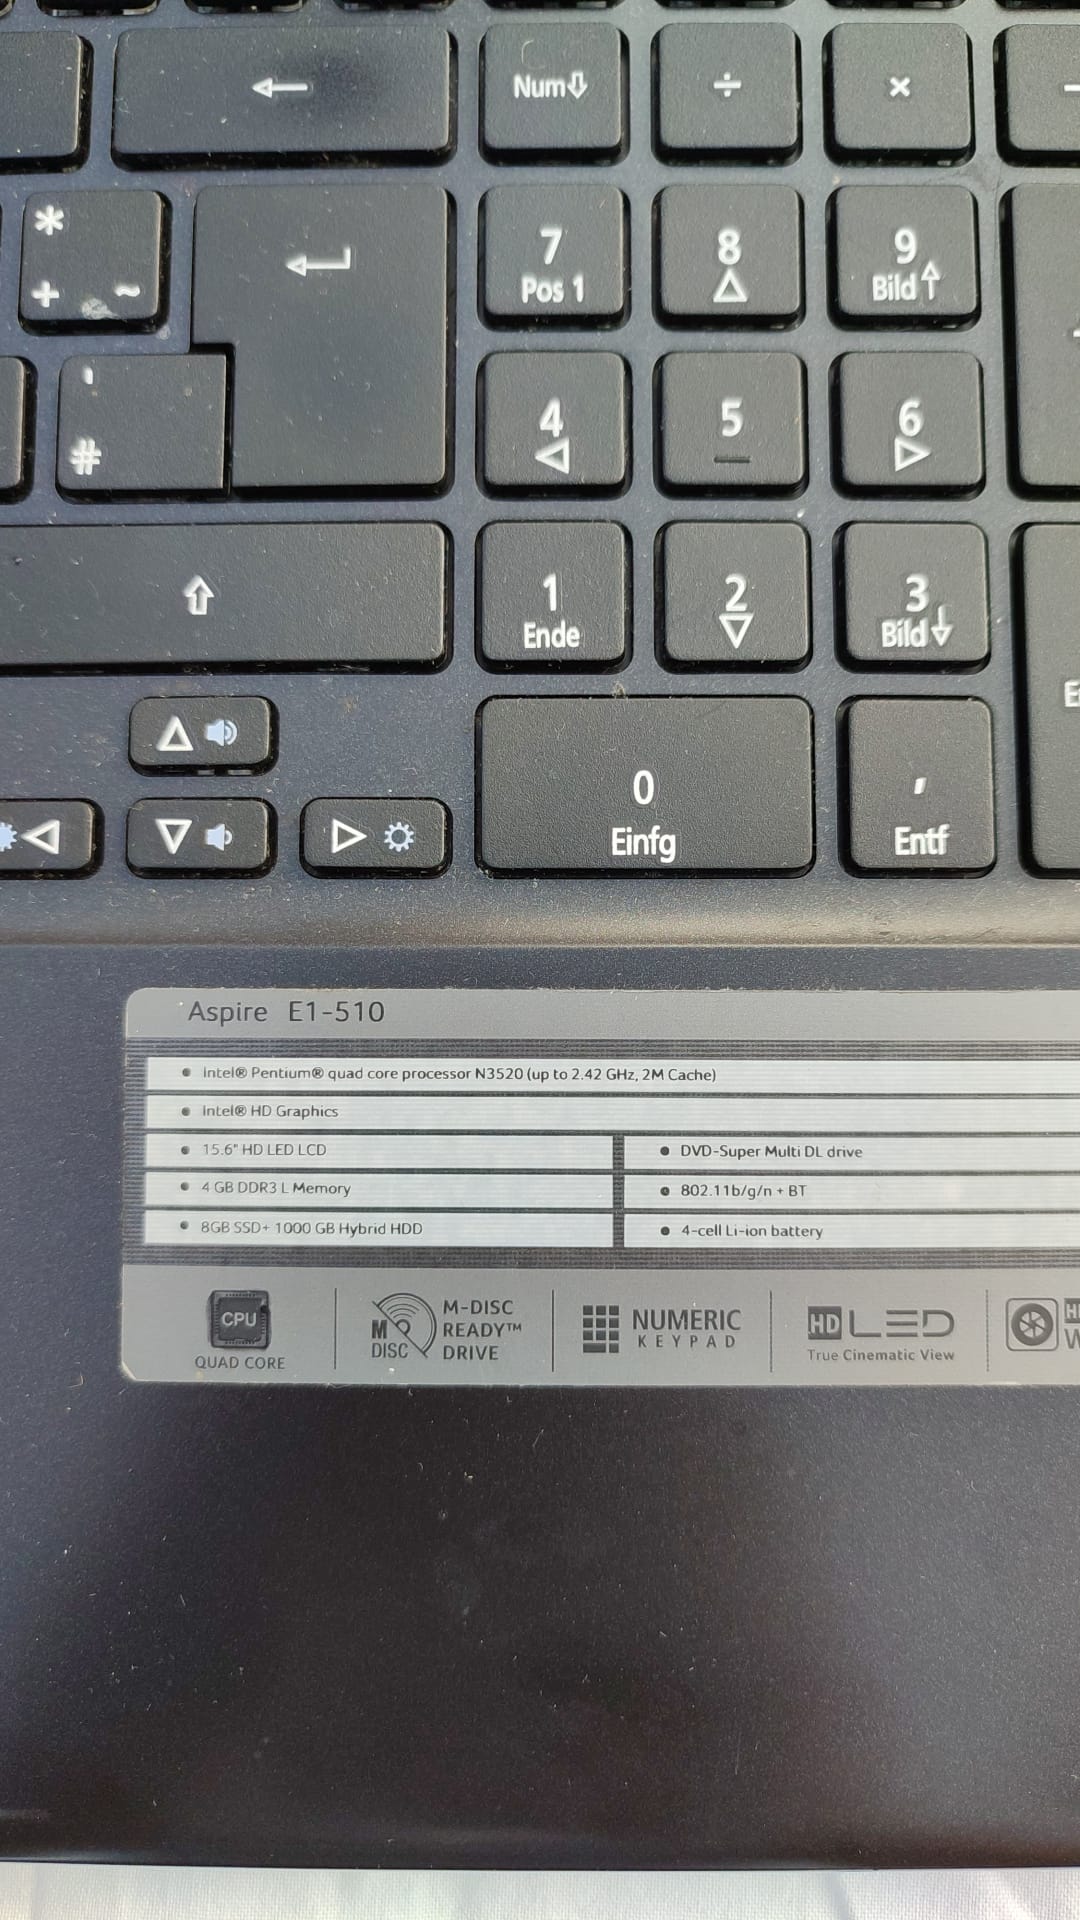 Num ÷ ×
*
+ ~
7
Pos 1
8
9
Bild
'
#
4
5
6
1
Ende
2
3
Bild
0
Einfg
,
Entf
Aspire E1-510
Intel® Pentium® quad core processor N3520 (up to 2.42 GHz, 2M Cache)
Intel® HD Graphics
15.6" HD LED LCD
DVD-Super Multi DL drive
4 GB DDR3 L Memory
802.11b/g/n + BT
8GB SSD+ 1000 GB Hybrid HDD
4-cell Li-ion battery
CPU
QUAD CORE
M
DISC
M-DISC
READY™
DRIVE
NUMERIC
KEYPAD
HD LED
True Cinematic View